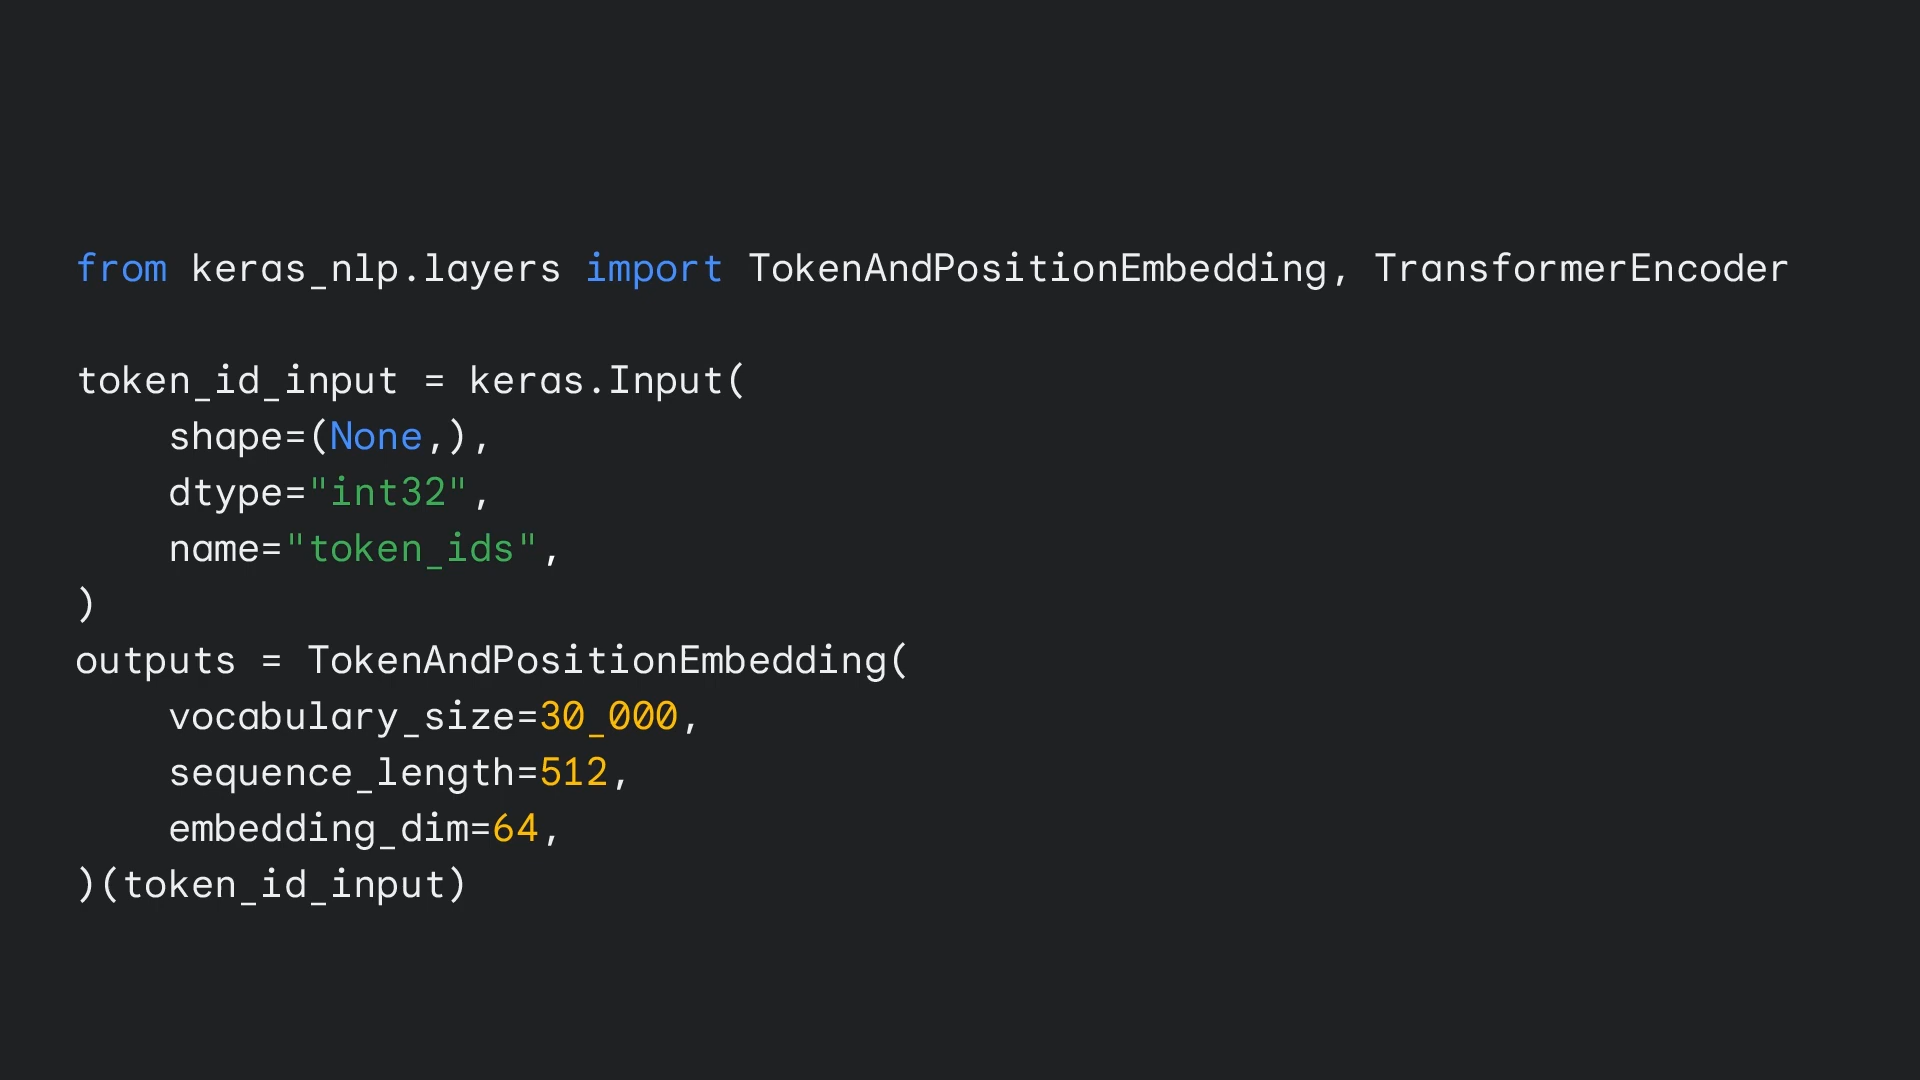 from keras_nlp.layers import TokenAndPositionEmbedding, TransformerEncoder

token_id_input = keras.Input(
    shape=(None,),
    dtype="int32",
    name="token_ids",
)
outputs = TokenAndPositionEmbedding(
    vocabulary_size=30_000,
    sequence_length=512,
    embedding_dim=64,
)(token_id_input)